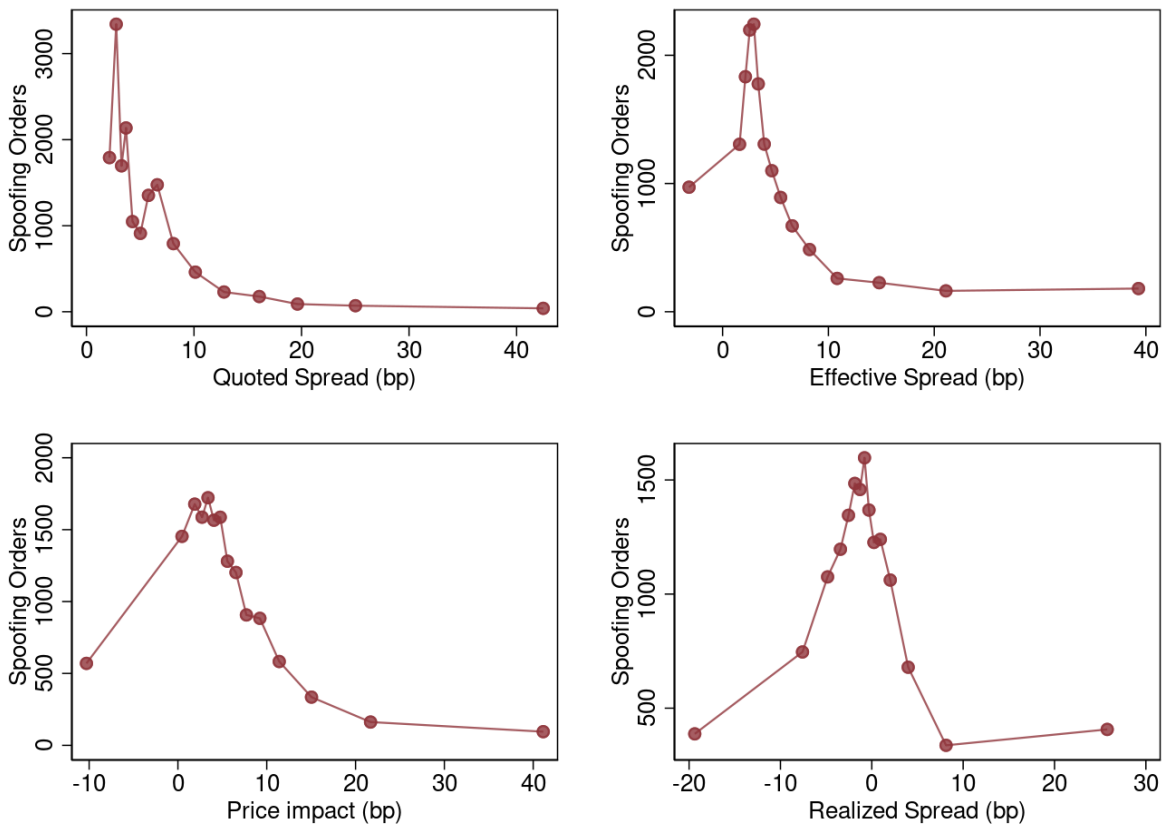 Spoofing Orders
3000
2000
1000
0
0 10 20 30 40
Quoted Spread (bp)
Spoofing Orders
2000
1000
0
0 10 20 30 40
Effective Spread (bp)
Spoofing Orders
2000
1500
1000
500
0
-10 0 10 20 30 40
Price impact (bp)
Spoofing Orders
1500
1000
500
-20 -10 0 10 20 30
Realized Spread (bp)